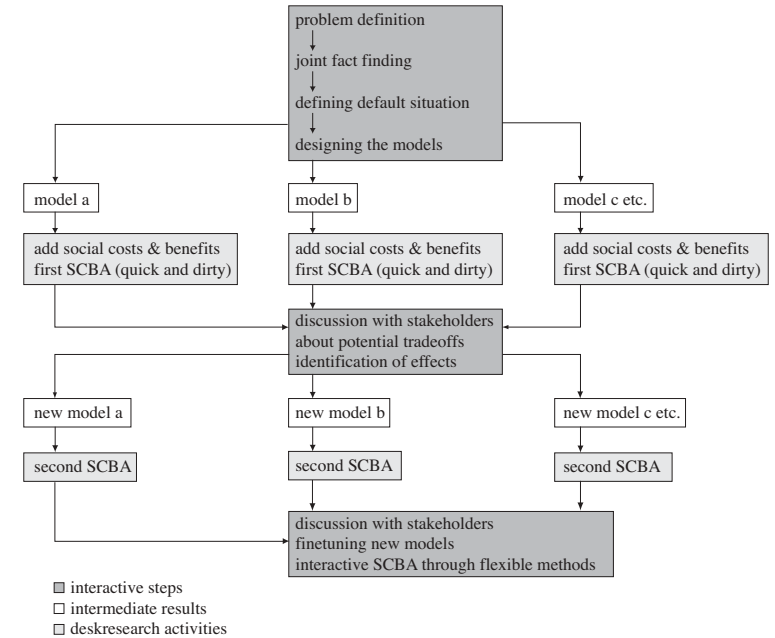 problem definition
joint fact finding
defining default situation
designing the models
model a
model b
model c etc.
add social costs & benefits
first SCBA (quick and dirty)
add social costs & benefits
first SCBA (quick and dirty)
add social costs & benefits
first SCBA (quick and dirty)
discussion with stakeholders
about potential tradeoffs
identification of effects
new model a
new model b
new model c etc.
second SCBA
second SCBA
second SCBA
discussion with stakeholders
finetuning new models
interactive SCBA through flexible methods
interactive steps
intermediate results
deskresearch activities